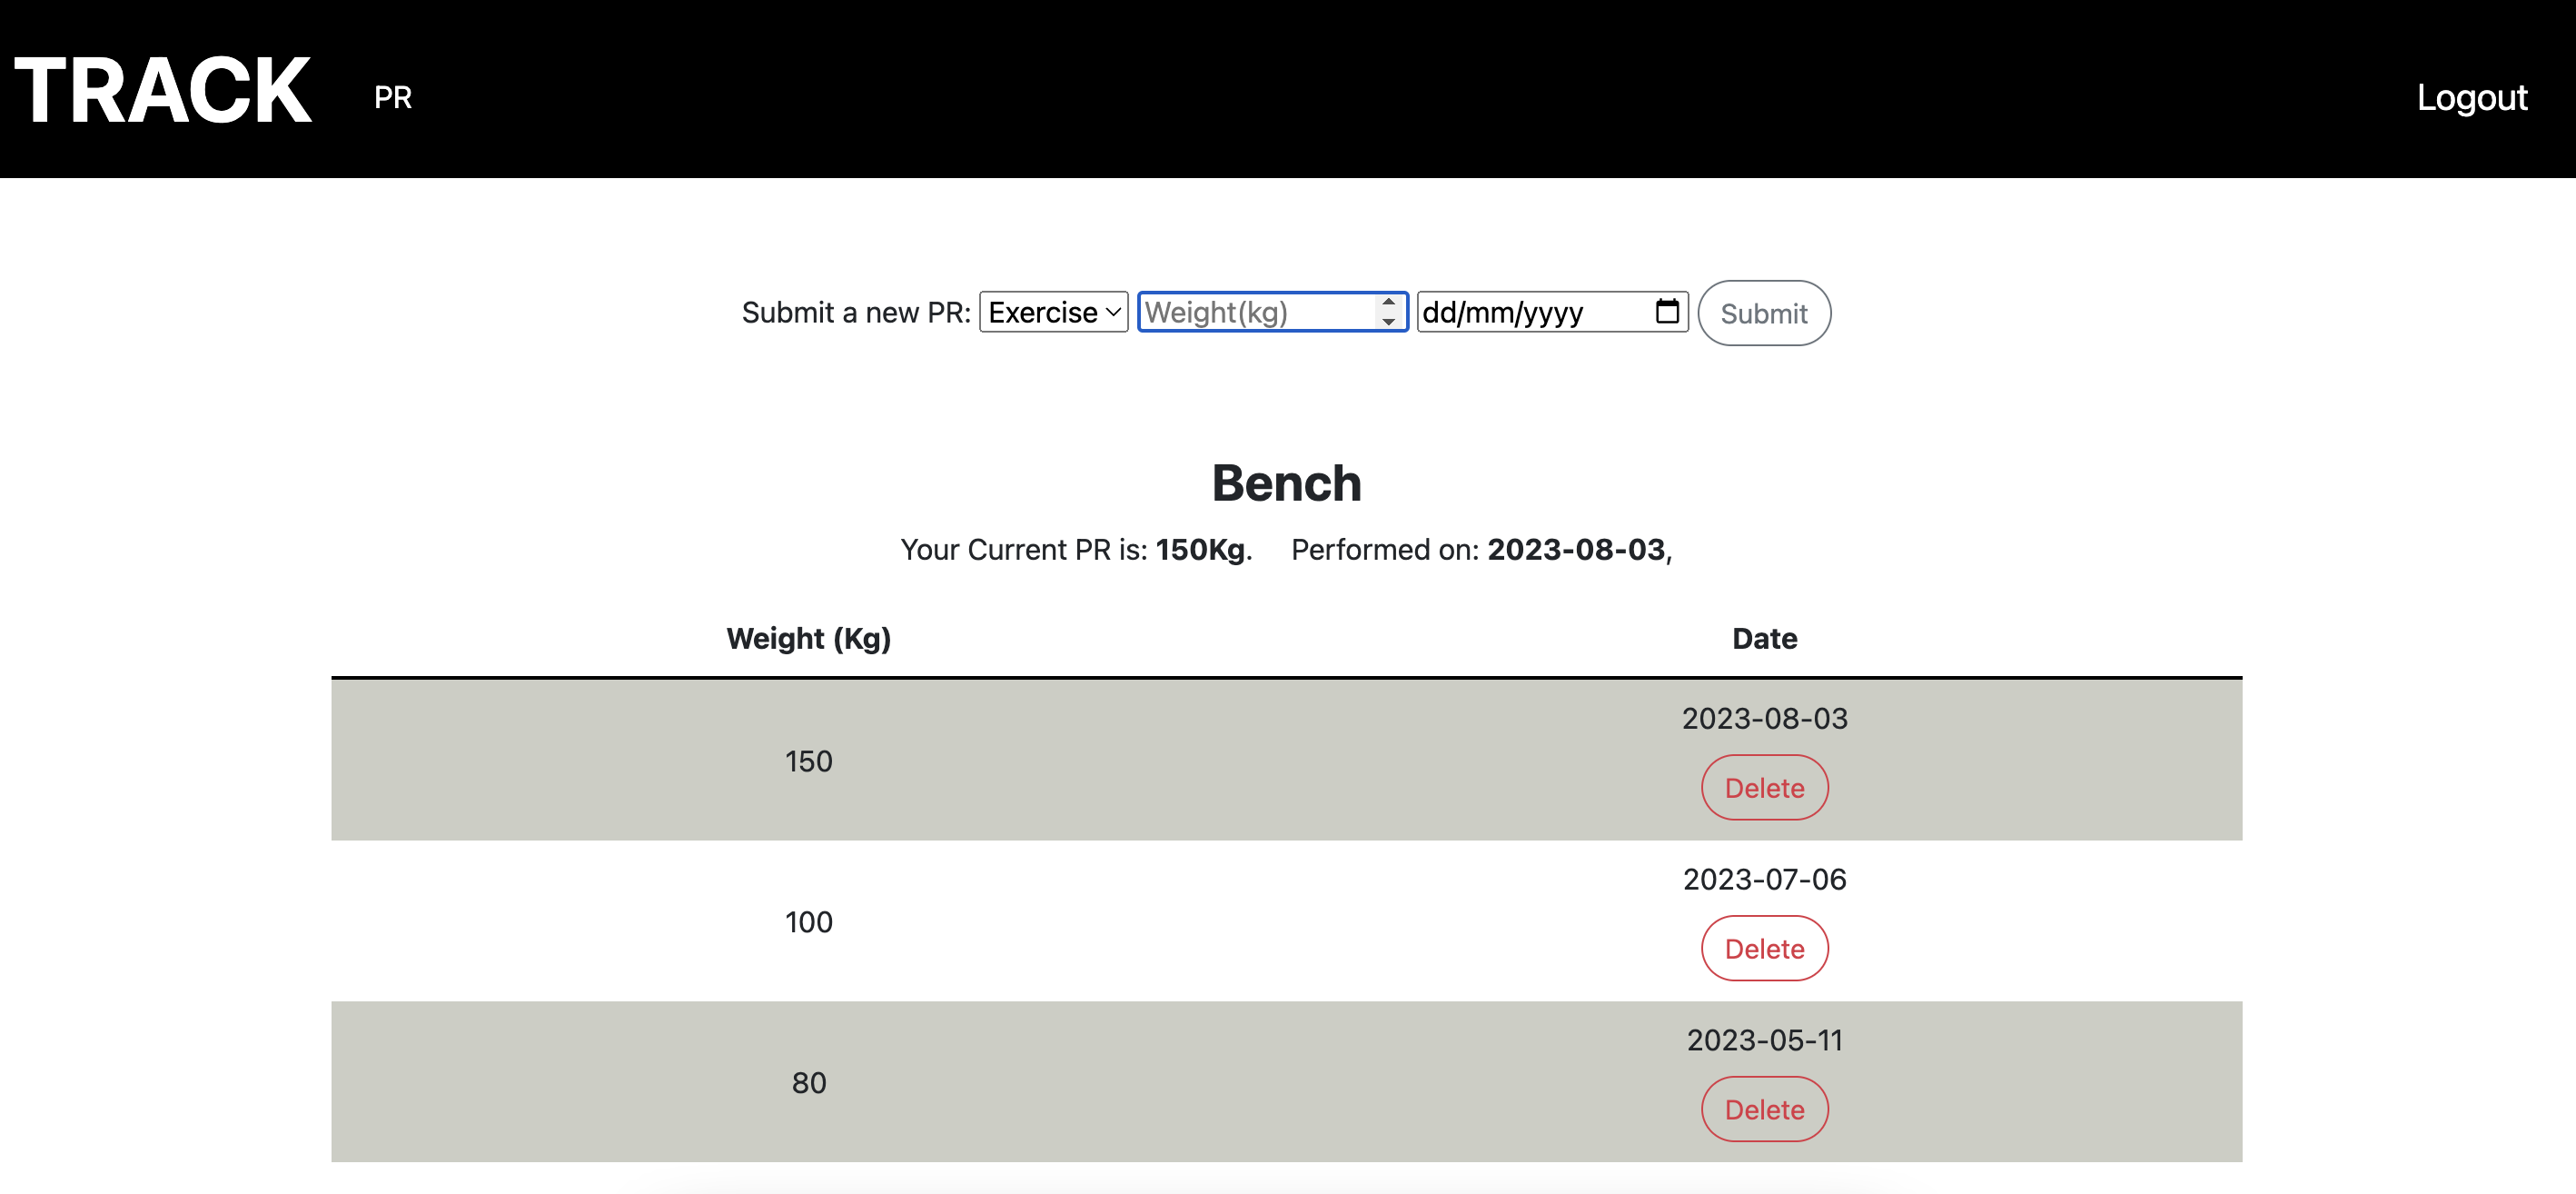 TRACK PR Logout
Submit a new PR: Exercise Weight(kg) dd/mm/yyyy Submit
Bench
Your Current PR is: 150Kg. Performed on: 2023-08-03,
Weight (Kg) Date
2023-08-03
150
Delete
2023-07-06
100
Delete
2023-05-11
80
Delete